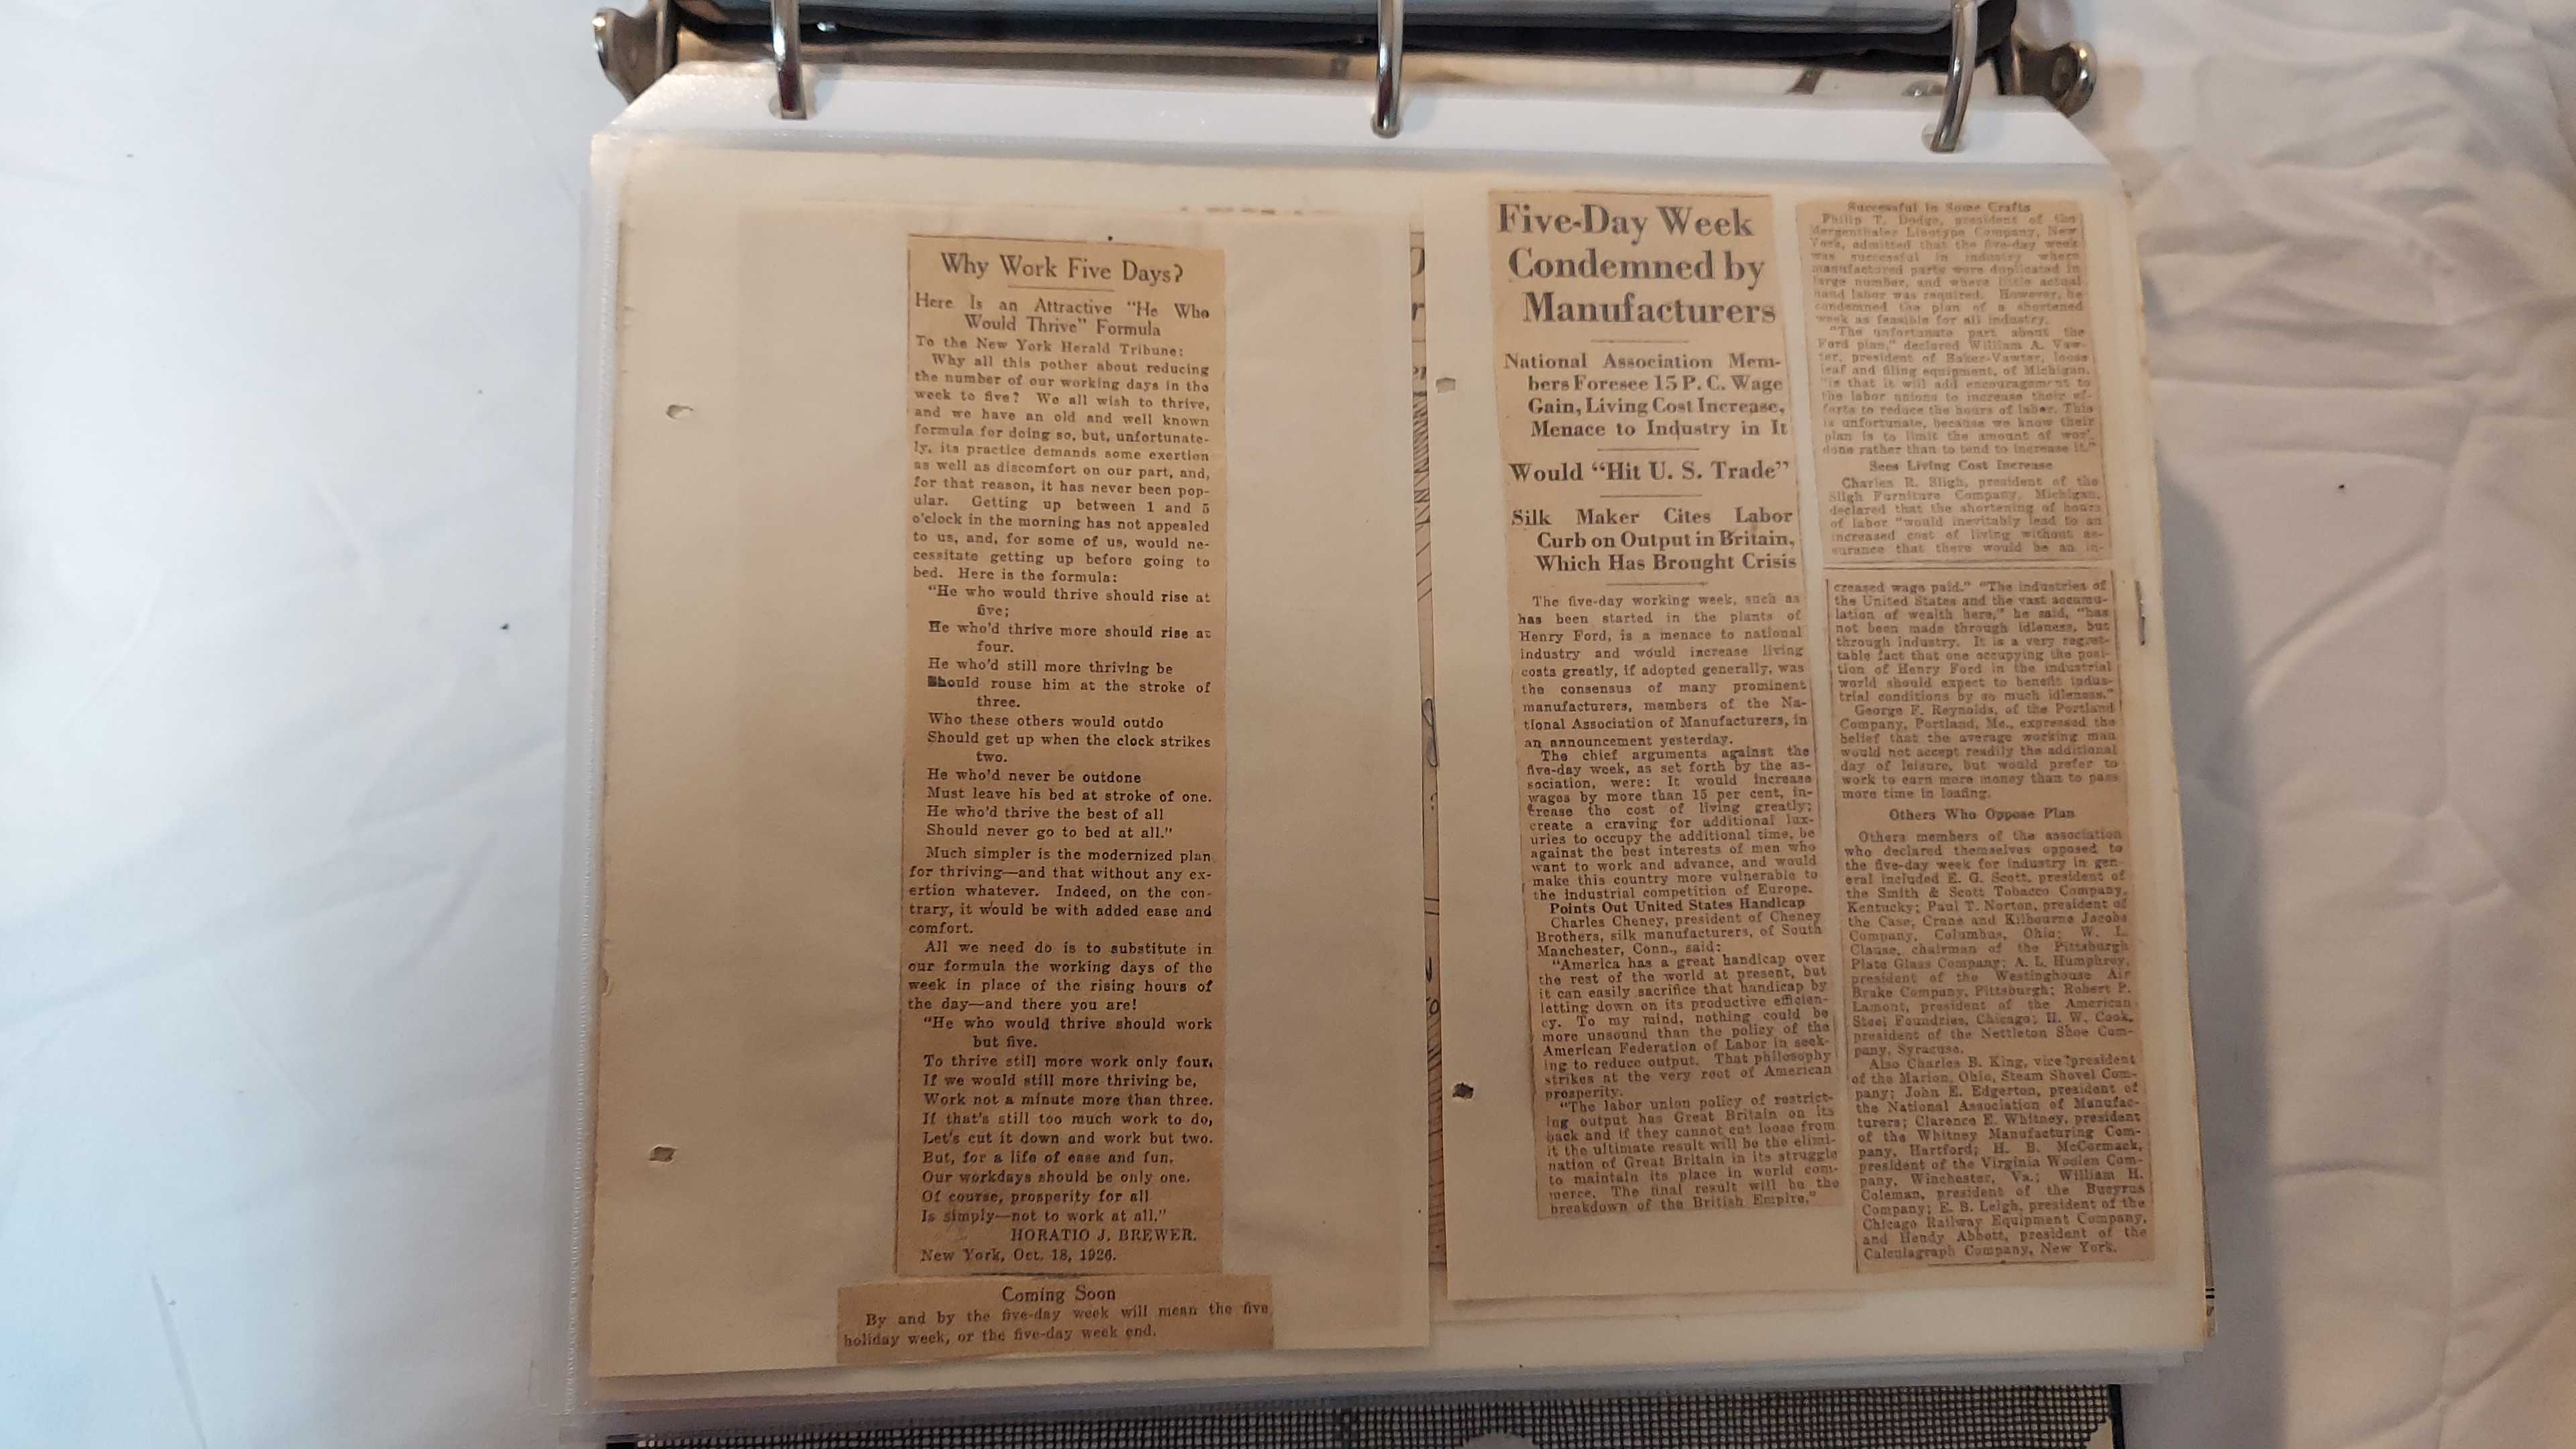 Why Work Five Days?
Here Is an Attractive "He Who
Would Thrive" Formula
To the New York Herald Tribune:
Why all this pother about reducing
the number of our working days in the
week to five? We all wish to thrive,
and we have an old and well known
formula for doing so, but, unfortunate-
ly, its practice demands some exertion
as well as discomfort on our part, and,
for that reason, it has never been pop-
ular. Getting up between 1 and 5
o'clock in the morning has not appealed
to us, and, for some of us, would ne-
cessitate getting up before going to
bed. Here is the formula:
"He who would thrive should rise at
five;
He who'd thrive more should rise at
four.
He who'd still more thriving be
Should rouse him at the stroke of
three.
Who these others would outdo
Should get up when the clock strikes
two.
He who'd never be outdone
Must leave his bed at stroke of one.
He who'd thrive the best of all
Should never go to bed at all."
Much simpler is the modernized plan
for thriving—and that without any ex-
ertion whatever. Indeed, on the con-
trary, it would be with added ease and
comfort.
All we need do is to substitute in
our formula the working days of the
week in place of the rising hours of
the day—and there you are!
"He who would thrive should work
but five.
To thrive still more work only four,
If we would still more thriving be,
Work not a minute more than three.
If that's still too much work to do,
Let's cut it down and work but two.
But, for a life of ease and fun,
Our workdays should be only one.
Of course, prosperity for all
Is simply—not to work at all."
HORATIO J. BREWER.
New York, Oct. 18, 1926.
Coming Soon
By and by the five-day week will mean the five
holiday week, or the five-day week end.
Five-Day Week
Condemned by
Manufacturers
National Association Mem-
bers Foresee 15 P. C. Wage
Gain, Living Cost Increase,
Menace to Industry in It
Would "Hit U. S. Trade"
Silk Maker Cites Labor
Curb on Output in Britain,
Which Has Brought Crisis
The five-day working week, such as
has been started in the plants of
Henry Ford, is a menace to national
industry and would increase living
costs greatly, if adopted generally, was
the consensus of many prominent
manufacturers, members of the Na-
tional Association of Manufacturers, in
an announcement yesterday.
The chief arguments against the
five-day week, as set forth by the as-
sociation, were: It would increase
wages by more than 15 per cent, in-
crease the cost of living greatly;
create a craving for additional lux-
uries to occupy the additional time, be
against the best interests of men who
want to work and advance, and would
make this country more vulnerable to
the industrial competition of Europe.
Points Out United States Handicap
Charles Cheney, president of Cheney
Brothers, silk manufacturers, of South
Manchester, Conn., said:
"America has a great handicap over
the rest of the world at present, but
it can easily sacrifice that handicap by
letting down on its productive efficien-
cy. To my mind, nothing could be
more unsound than the policy of the
American Federation of Labor in seek-
ing to reduce output. That philosophy
strikes at the very root of American
prosperity.
"The labor union policy of restrict-
ing output has Great Britain on its
back and if they cannot cut loose from
it the ultimate result will be the elimi-
nation of Great Britain in its struggle
to maintain its place in world com-
merce. The final result will be the
breakdown of the British Empire."
Successful in Some Crafts
Philip T. Dodge, president of the
Mergenthaler Linotype Company, New
York, admitted that the five-day week
was successful in industry where
manufactured parts were duplicated in
large number, and where little actual
hand labor was required. However, he
condemned the plan of a shortened
week as feasible for all industry.
"The unfortunate part about the
Ford plan," declared William A. Vaw-
ter, president of Baker-Vawter, loose
leaf and filing equipment, of Michigan,
"is that it will add encouragement to
the labor unions to increase their ef-
forts to reduce the hours of labor. This
is unfortunate, because we know their
plan is to limit the amount of work
done rather than to tend to increase it."
Sees Living Cost Increase
Charles R. Sligh, president of the
Sligh Furniture Company, Michigan,
declared that the shortening of hours
of labor "would inevitably lead to an
increased cost of living without as-
surance that there would be an in-
creased wage paid." "The industries of
the United States and the vast accumu-
lation of wealth here," he said, "has
not been made through idleness, but
through industry. It is a very regret-
table fact that one occupying the posi-
tion of Henry Ford in the industrial
world should expect to benefit indus-
trial conditions by so much idleness."
George F. Reynolds, of the Portland
Company, Portland, Me., expressed the
belief that the average working man
would not accept readily the additional
day of leisure, but would prefer to
work to earn more money than to pass
more time in loafing.
Others Who Oppose Plan
Others members of the association
who declared themselves opposed to
the five-day week for industry in gen-
eral included E. G. Scott, president of
the Smith & Scott Tobacco Company,
Kentucky; Paul T. Norton, president of
the Case, Crane and Kilbourne Jacobs
Company, Columbus, Ohio; W. L.
Clause, chairman of the Pittsburgh
Plate Glass Company; A. L. Humphrey,
president of the Westinghouse Air
Brake Company, Pittsburgh; Robert P.
Lamont, president of the American
Steel Foundries, Chicago; H. W. Cook,
president of the Nettleton Shoe Com-
pany, Syracuse.
Also Charles B. King, vice president
of the Marion, Ohio, Steam Shovel Com-
pany; John E. Edgerton, president of
the National Association of Manufac-
turers; Clarence E. Whitney, president
of the Whitney Manufacturing Com-
pany, Hartford; H. B. McCormack,
president of the Virginia Woolen Com-
pany, Winchester, Va.; William H.
Coleman, president of the Bucyrus
Company; E. B. Leigh, president of the
Chicago Railway Equipment Company,
and Hendy Abbott, president of the
Calculagraph Company, New York.